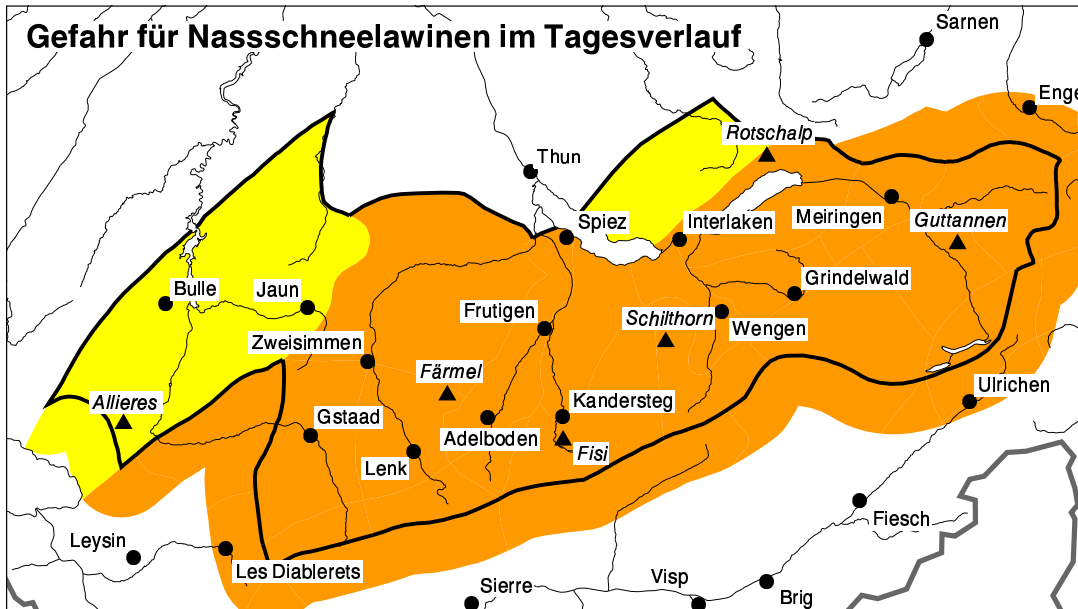 Gefahr für Nassschneelawinen im Tagesverlauf
Sarnen
Enge
Rotschalp
Thun
Spiez
Interlaken
Meiringen
Guttannen
Bulle
Jaun
Grindelwald
Frutigen
Schilthorn
Wengen
Zweisimmen
Färmel
Allieres
Gstaad
Kandersteg
Ulrichen
Adelboden
Lenk
Fisi
Fiesch
Leysin
Les Diablerets
Sierre
Visp
Brig